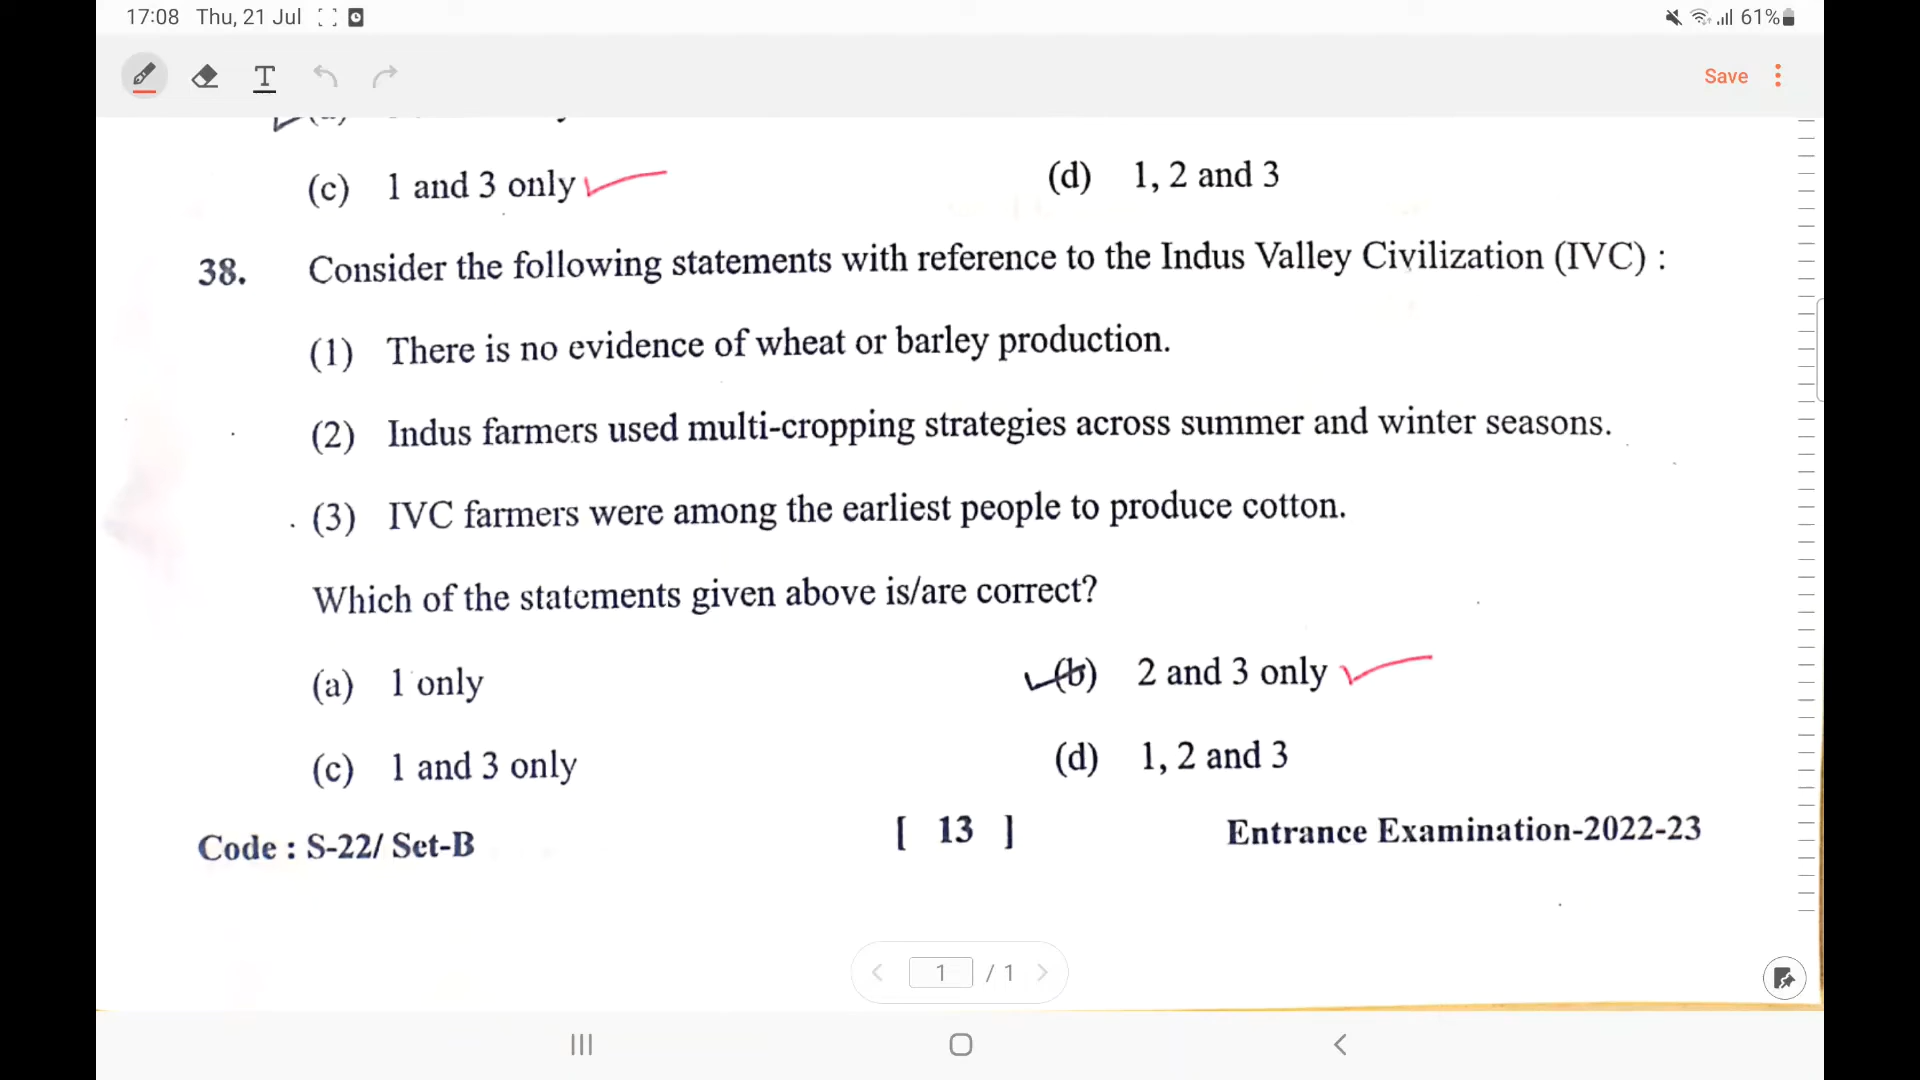 17:08 Thu, 21 Jul 61%
T Save
(c) 1 and 3 only (d) 1, 2 and 3
38. Consider the following statements with reference to the Indus Valley Civilization (IVC) :
(1) There is no evidence of wheat or barley production.
(2) Indus farmers used multi-cropping strategies across summer and winter seasons.
(3) IVC farmers were among the earliest people to produce cotton.
Which of the statements given above is/are correct?
(a) 1 only (b) 2 and 3 only
(c) 1 and 3 only (d) 1, 2 and 3
Code : S-22/ Set-B [ 13 ] Entrance Examination-2022-23
1 / 1